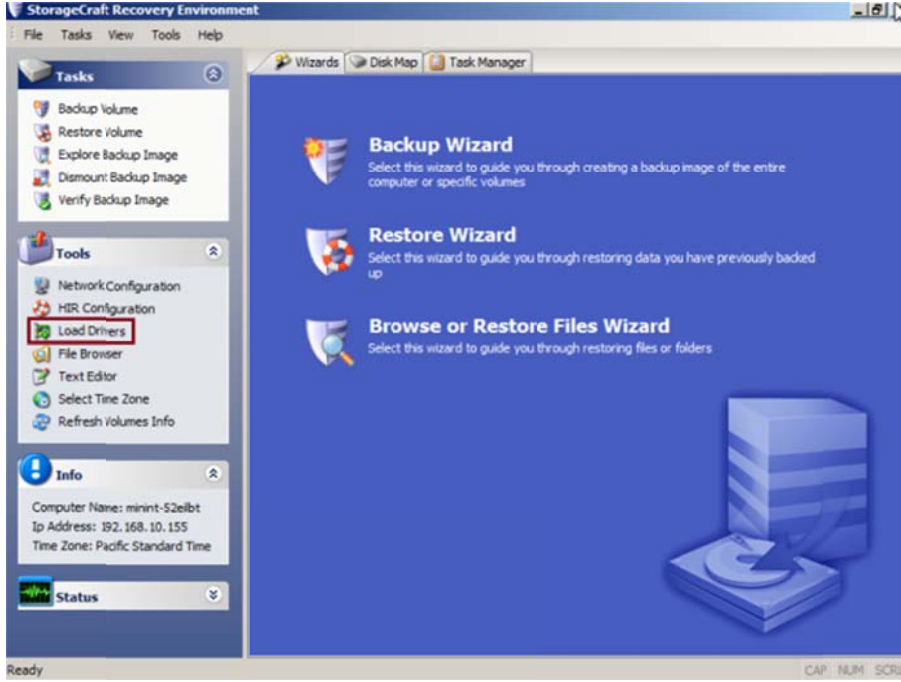 StorageCraft Recovery Environment
File Tasks View Tools Help
Tasks
Backup Volume
Restore Volume
Explore Backup Image
Dismount Backup Image
Verify Backup Image
Tools
Network Configuration
HIR Configuration
Load Drivers
File Browser
Text Editor
Select Time Zone
Refresh Volumes Info
Info
Computer Name: minint-52eilbt
Ip Address: 192.168.10.155
Time Zone: Pacific Standard Time
Status
Wizards Disk Map Task Manager
Backup Wizard
Select this wizard to guide you through creating a backup image of the entire
computer or specific volumes
Restore Wizard
Select this wizard to guide you through restoring data you have previously backed
up
Browse or Restore Files Wizard
Select this wizard to guide you through restoring files or folders
Ready
CAP NUM SCRL